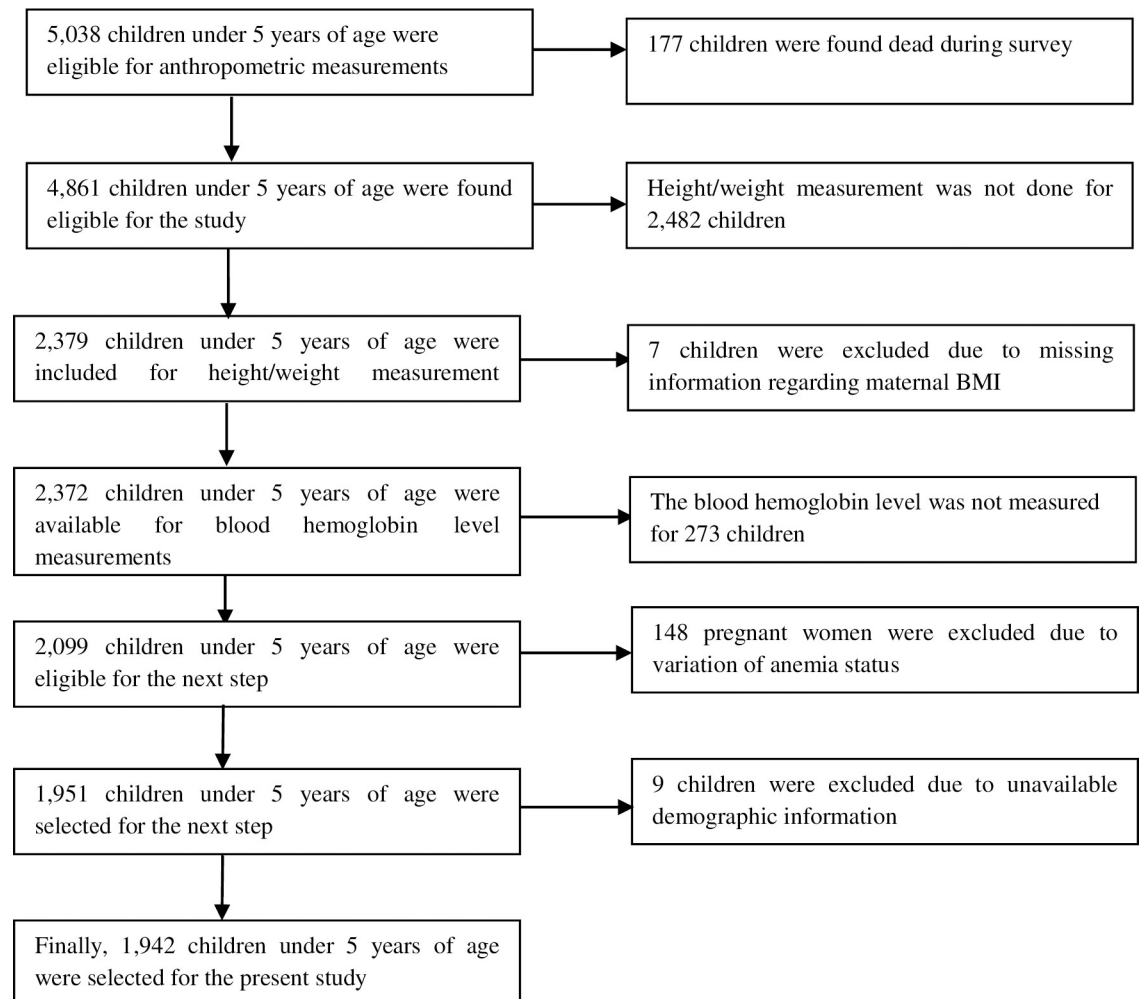 5,038 children under 5 years of age were
eligible for anthropometric measurements
177 children were found dead during survey
4,861 children under 5 years of age were found
eligible for the study
Height/weight measurement was not done for
2,482 children
2,379 children under 5 years of age were
included for height/weight measurement
7 children were excluded due to missing
information regarding maternal BMI
2,372 children under 5 years of age were
available for blood hemoglobin level
measurements
The blood hemoglobin level was not measured
for 273 children
2,099 children under 5 years of age were
eligible for the next step
148 pregnant women were excluded due to
variation of anemia status
1,951 children under 5 years of age were
selected for the next step
9 children were excluded due to unavailable
demographic information
Finally, 1,942 children under 5 years of age
were selected for the present study